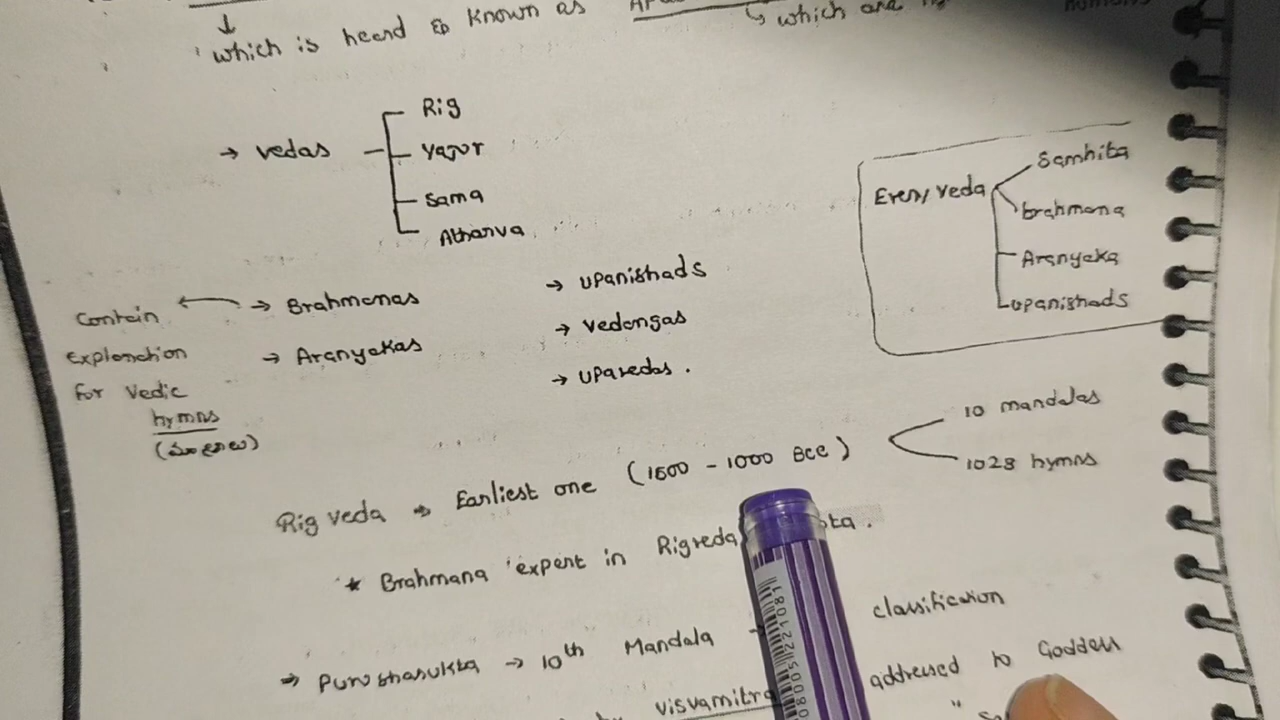 which is heard & known as
which are
→ vedas
Rig
Yajur
Sama
Atharva
Every veda
Samhita
brahmana
Aranyaka
upanishads
Contain
Explanation
For Vedic
hymns
→ Brahmanas
→ Aranyakas
→ upanishads
→ vedangas
→ upavedas.
Rig veda → Earliest one (1500 - 1000 BCE)
10 mandalas
1028 hymns
* Brahmana expert in Rigveda
→ Purushasukta → 10th Mandala
classification
visvamitra
addressed to Goddess